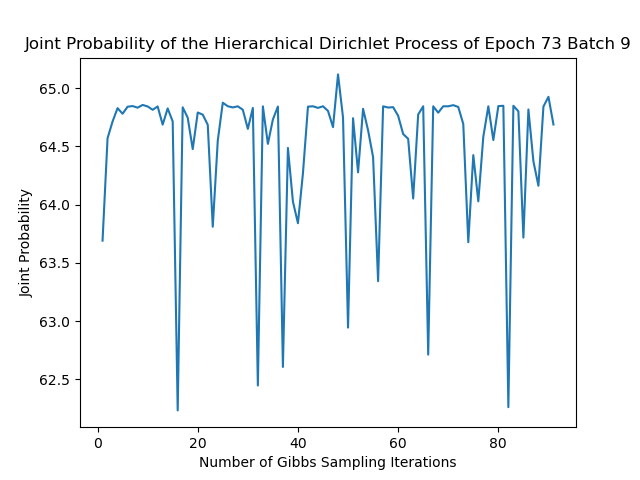 Joint Probability of the Hierarchical Dirichlet Process of Epoch 73 Batch 9
65.0
64.5
64.0
63.5
63.0
62.5
Joint Probability
0 20 40 60 80
Number of Gibbs Sampling Iterations